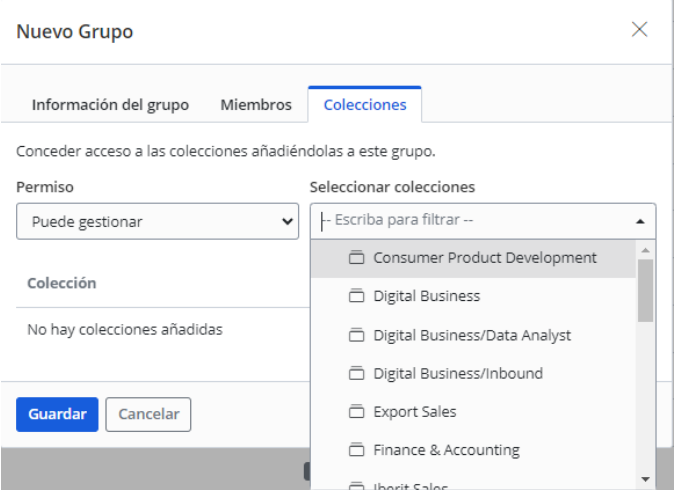 Nuevo Grupo
Información del grupo Miembros Colecciones
Conceder acceso a las colecciones añadiéndolas a este grupo.
Permiso Seleccionar colecciones
Puede gestionar -- Escriba para filtrar --
Consumer Product Development
Colección
Digital Business
No hay colecciones añadidas
Digital Business/Data Analyst
Digital Business/Inbound
Guardar Cancelar
Export Sales
Finance & Accounting
Iberit Sales